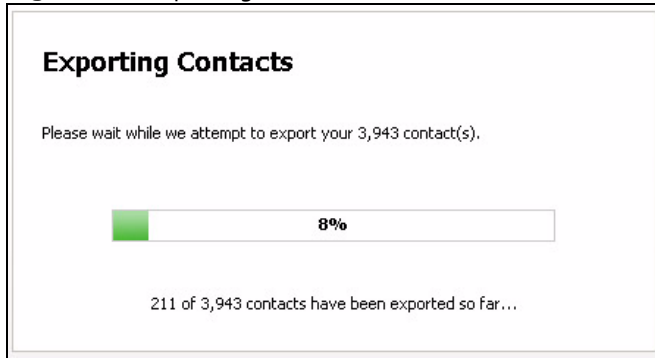 Exporting Contacts
Please wait while we attempt to export your 3,943 contact(s).
8%
211 of 3,943 contacts have been exported so far...